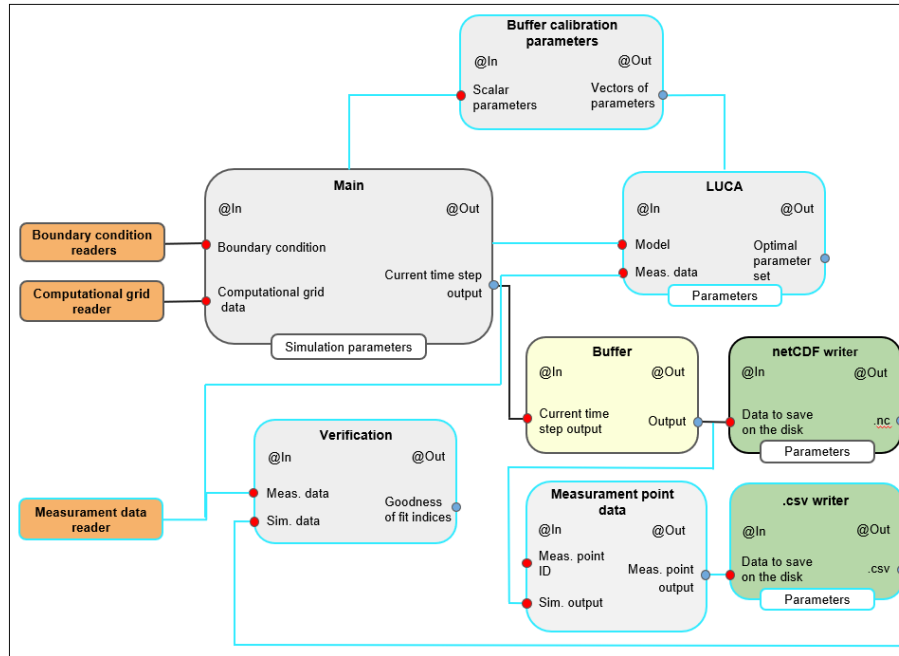 Buffer calibration
parameters
@In
@Out
Scalar
parameters
Vectors of
parameters
Main
@In
@Out
Boundary condition
Computational grid
data
Current time step
output
Simulation parameters
LUCA
@In
@Out
Model
Meas. data
Optimal
parameter
set
Parameters
Boundary condition
readers
Computational grid
reader
Buffer
@In
@Out
Current time
step output
Output
netCDF writer
@In
@Out
Data to save
on the disk
.nc
Parameters
Verification
@In
@Out
Meas. data
Sim. data
Goodness
of fit indices
Measurament data
reader
Measurament point
data
@In
@Out
Meas. point
ID
Sim. output
Meas. point
output
.csv writer
@In
@Out
Data to save
on the disk
.csv
Parameters